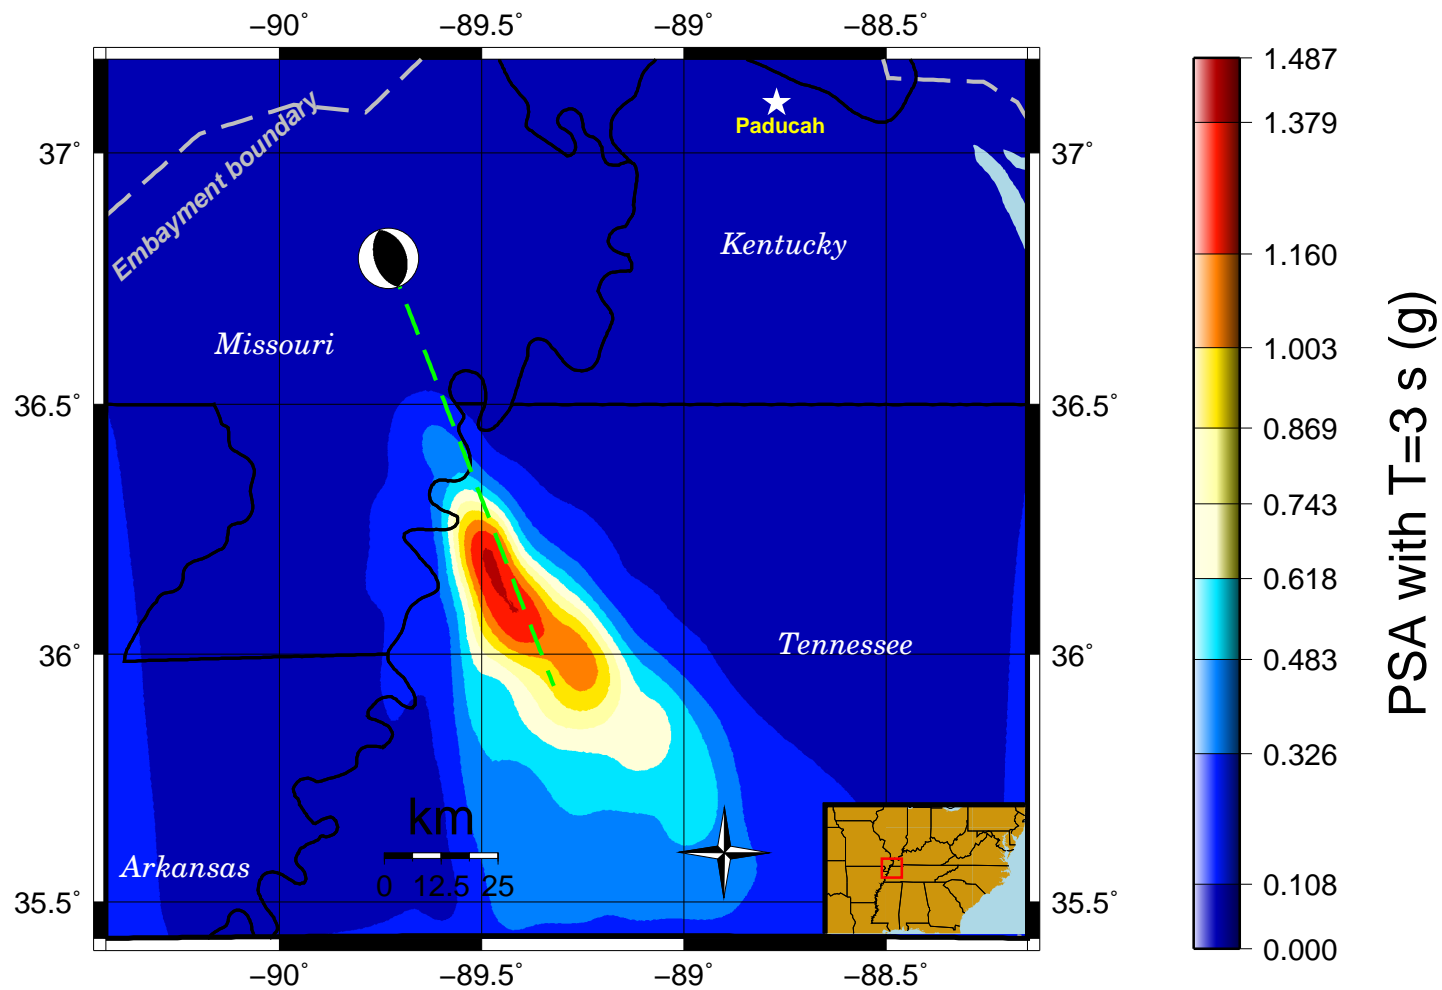 −90˚ −89.5˚ −89˚ −88.5˚
1.487
Paducah
1.379
Embayment boundary
37˚ 37˚
Kentucky
1.160
Missouri
1.003
36.5˚ 36.5˚
0.869
0.743
0.618
PSA with T=3 s (g)
Tennessee
36˚ 36˚
0.483
0.326
km
Arkansas
0 12.5 25
0.108
35.5˚ 35.5˚
0.000
−90˚ −89.5˚ −89˚ −88.5˚